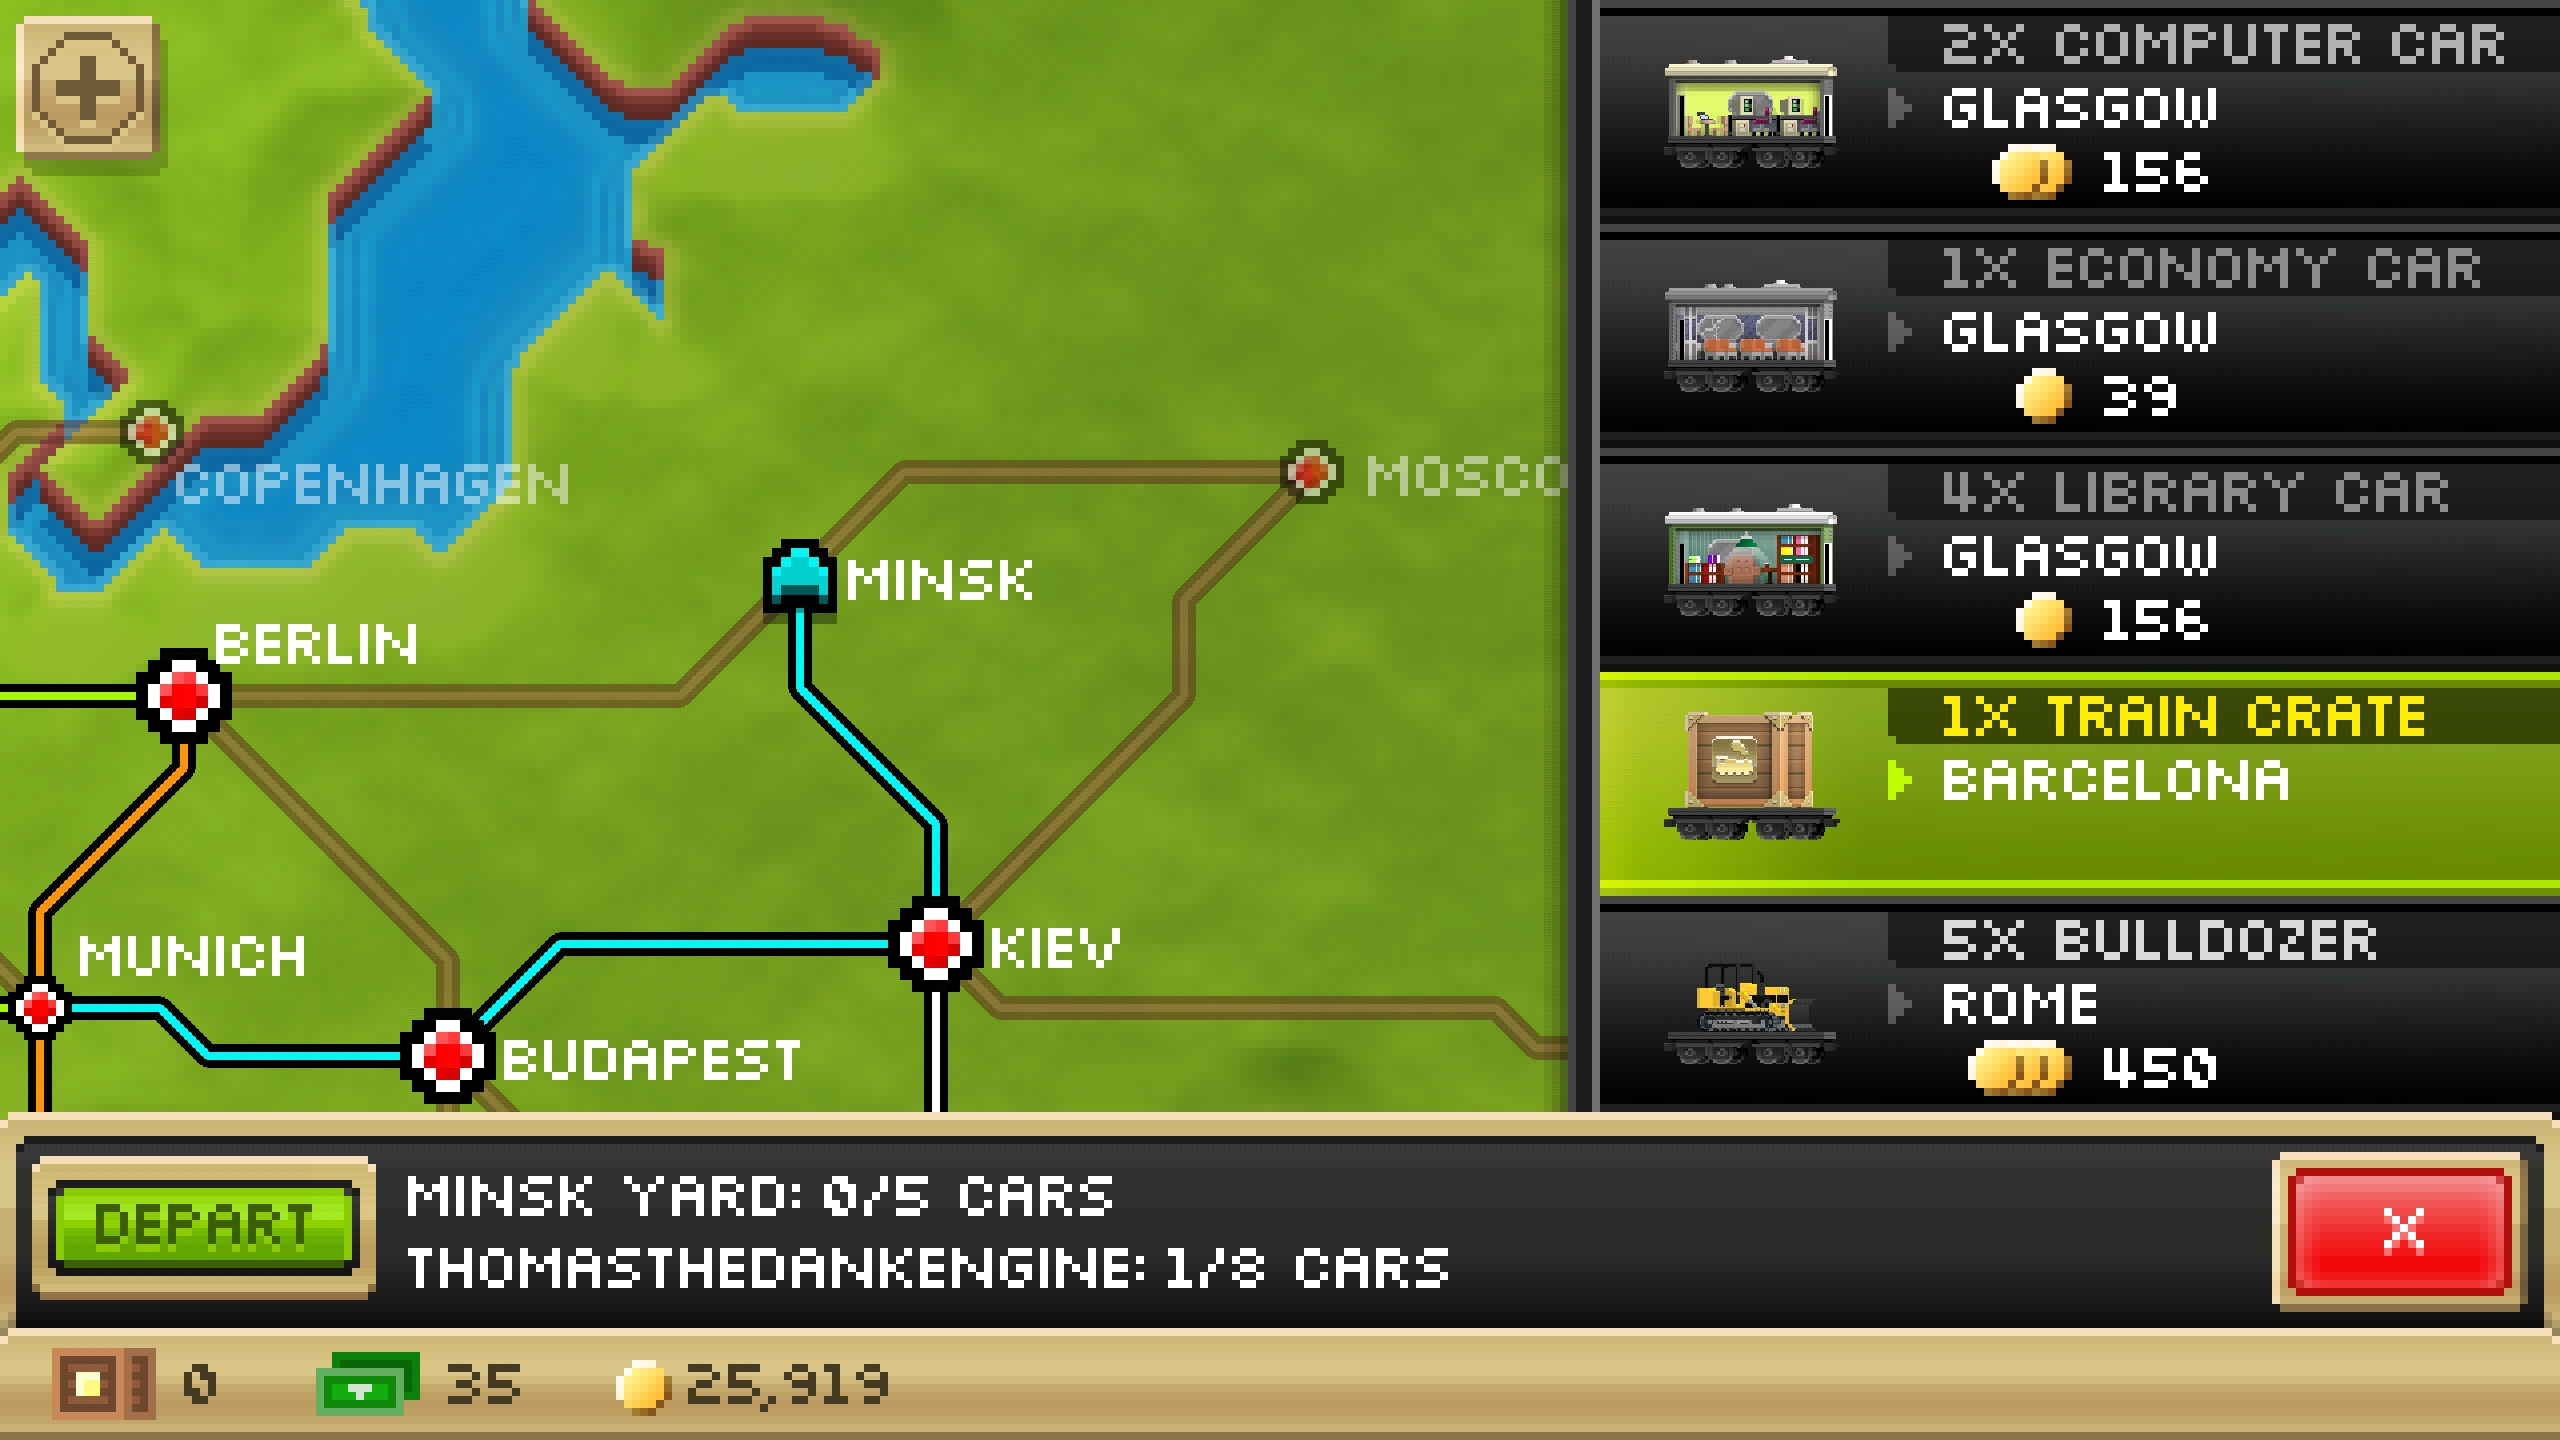 2X COMPUTER CAR
GLASGOW
156
1X ECONOMY CAR
GLASGOW
39
4X LIBRARY CAR
GLASGOW
156
1X TRAIN CRATE
BARCELONA
5X BULLDOZER
ROME
450
COPENHAGEN
MOSCO
MINSK
BERLIN
MUNICH
KIEV
BUDAPEST
DEPART
MINSK YARD: 0/5 CARS
THOMASTHEDANKENGINE: 1/8 CARS
X
0
35
25,919